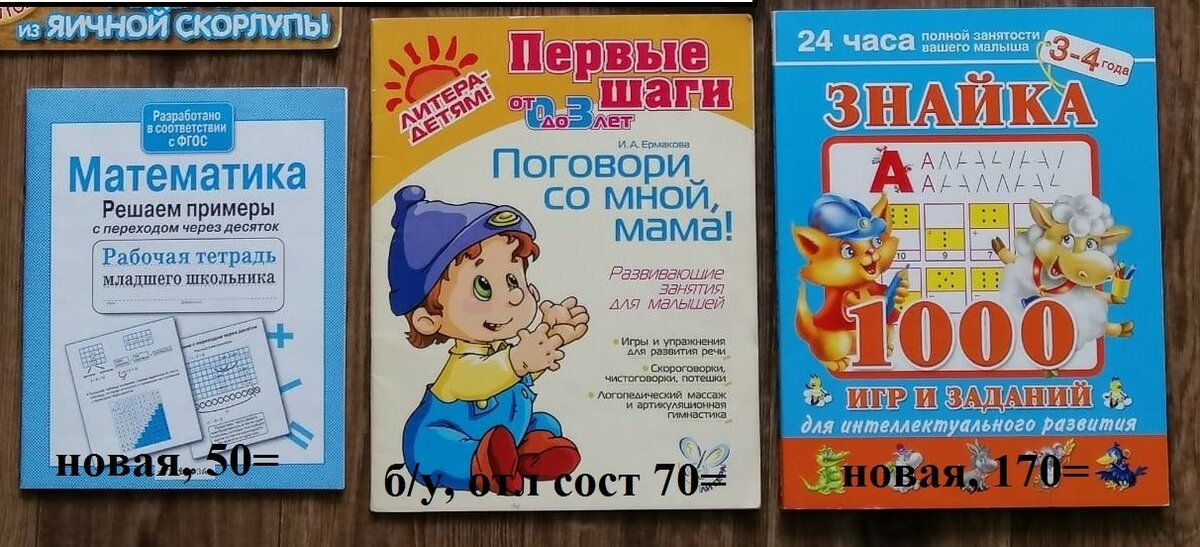 ИЗ ЯИЧНОЙ СКОРЛУПЫ
Разработано
в соответствии
с ФГОС
Математика
Решаем примеры
с переходом через десяток
Рабочая тетрадь
младшего школьника
новая, 50=
ЛИТЕРА-
ДЕТЯМ!
Первые
шаги
от 0 до 3 лет
И. А. Ермакова
Поговори
со мной,
мама!
Развивающие
занятия
для малышей
• Игры и упражнения
для развития речи
• Скороговорки,
чистоговорки, потешки
• Логопедический массаж
и артикуляционная
гимнастика
б/у, отл сост 70=
24 часа полной занятости
вашего малыша
3-4 года
ЗНАЙКА
А А
А
10 9 7
1000
ИГР И ЗАДАНИЙ
для интеллектуального развития
новая, 170=